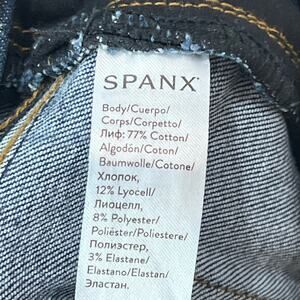 SPANX®
Body/Cuerpo/
Corps/Corpetto/
Лиф: 77% Cotton/
Algodón/Coton/
Baumwolle/Cotone/
Хлопок,
12% Lyocell/
Лиоцелл,
8% Polyester/
Poliéster/Poliestere/
Полиэстер,
3% Elastane/
Elastano/Elastan/
Эластан.